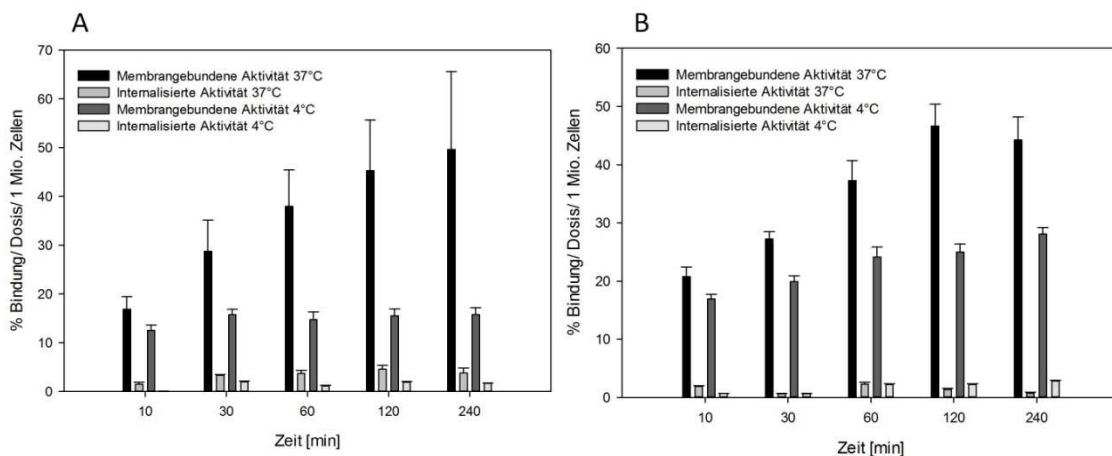 A
% Bindung/ Dosis/ 1 Mio. Zellen
70
60
50
40
30
20
10
0
Membrangebundene Aktivität 37°C
Internalisierte Aktivität 37°C
Membrangebundene Aktivität 4°C
Internalisierte Aktivität 4°C
10 30 60 120 240
Zeit [min]
B
% Bindung/ Dosis/ 1 Mio. Zellen
60
50
40
30
20
10
0
Membrangebundene Aktivität 37°C
Internalisierte Aktivität 37°C
Membrangebundene Aktivität 4°C
Internalisierte Aktivität 4°C
10 30 60 120 240
Zeit [min]